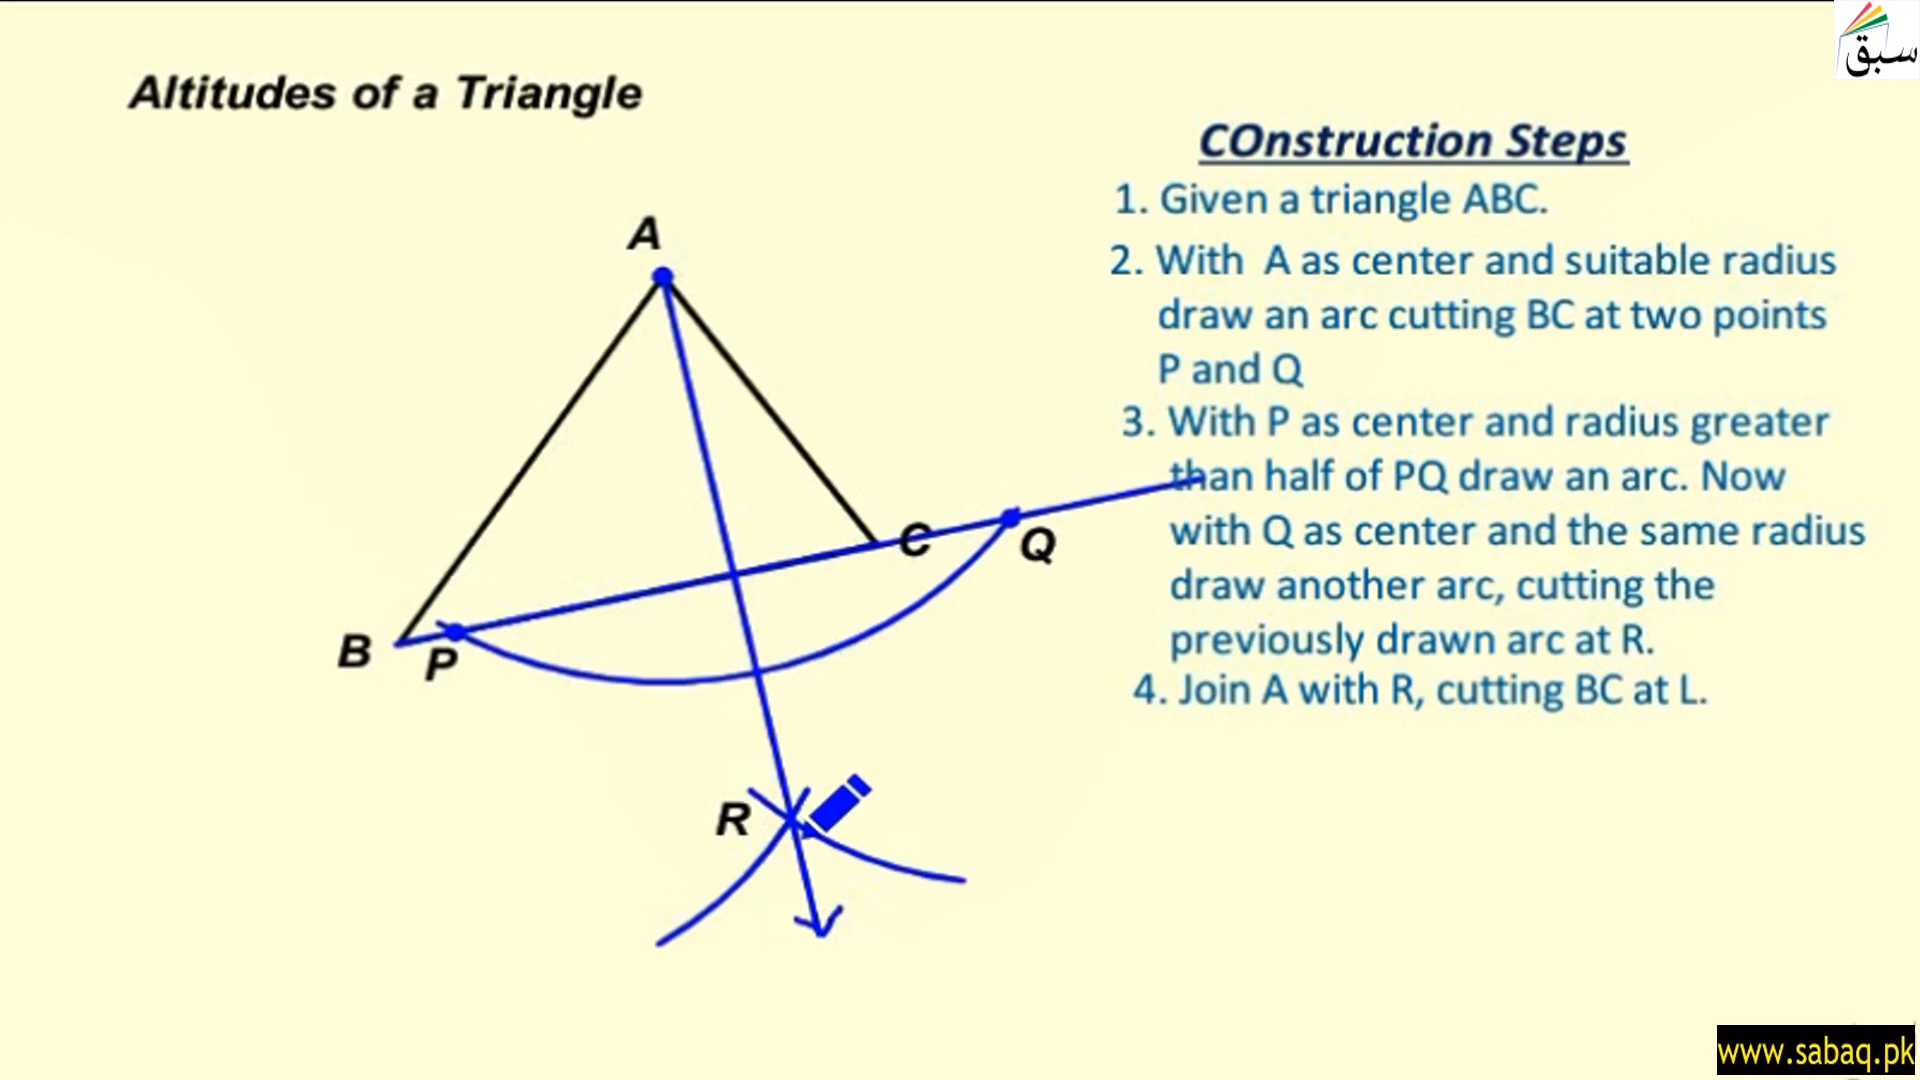 سبق
Altitudes of a Triangle
COnstruction Steps
1. Given a triangle ABC.
2. With A as center and suitable radius
draw an arc cutting BC at two points
P and Q
3. With P as center and radius greater
than half of PQ draw an arc. Now
with Q as center and the same radius
draw another arc, cutting the
previously drawn arc at R.
4. Join A with R, cutting BC at L.
A
C
Q
B
P
R
www.sabaq.pk